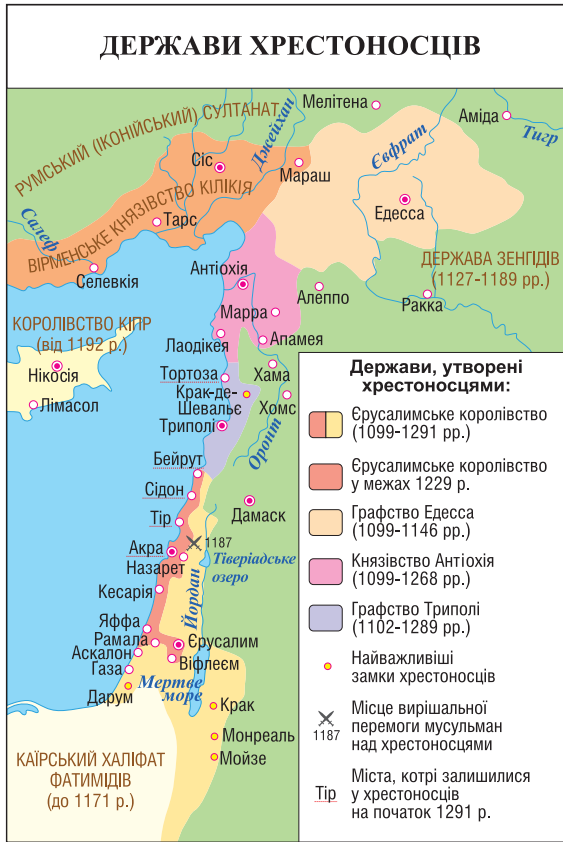 ДЕРЖАВИ ХРЕСТОНОСЦІВ
РУМСЬКИЙ (ІКОНІЙСЬКИЙ) СУЛТАНАТ
Мелітена
Аміда
Джейхан
Євфрат
Тигр
Сіс
Мараш
ВІРМЕНСЬКЕ КНЯЗІВСТВО КІЛІКІЯ
Едесса
Тарс
Салеф
Селевкія
Антіохія
ДЕРЖАВА ЗЕНГІДІВ
(1127-1189 рр.)
Алеппо
Ракка
Марра
КОРОЛІВСТВО КІПР
(від 1192 р.)
Апамея
Лаодікея
Нікосія
Лімасол
Тортоза
Хама
Крак-де-
Шевальє
Хомс
Триполі
Оронт
Бейрут
Сідон
Дамаск
Тір
1187
Акра
Тіверіадське
озеро
Назарет
Йордан
Кесарія
Яффа
Рамала
Єрусалим
Аскалон
Віфлеєм
Газа
Мертве
море
Дарум
Крак
Монреаль
Мойзе
КАЇРСЬКИЙ ХАЛІФАТ
ФАТИМІДІВ
(до 1171 р.)
Держави, утворені
хрестоносцями:
Єрусалимське королівство
(1099-1291 рр.)
Єрусалимське королівство
у межах 1229 р.
Графство Едесса
(1099-1146 рр.)
Князівство Антіохія
(1099-1268 рр.)
Графство Триполі
(1102-1289 рр.)
Найважливіші
замки хрестоносців
1187
Місце вирішальної
перемоги мусульман
над хрестоносцями
Тір
Міста, котрі залишилися
у хрестоносців
на початок 1291 р.